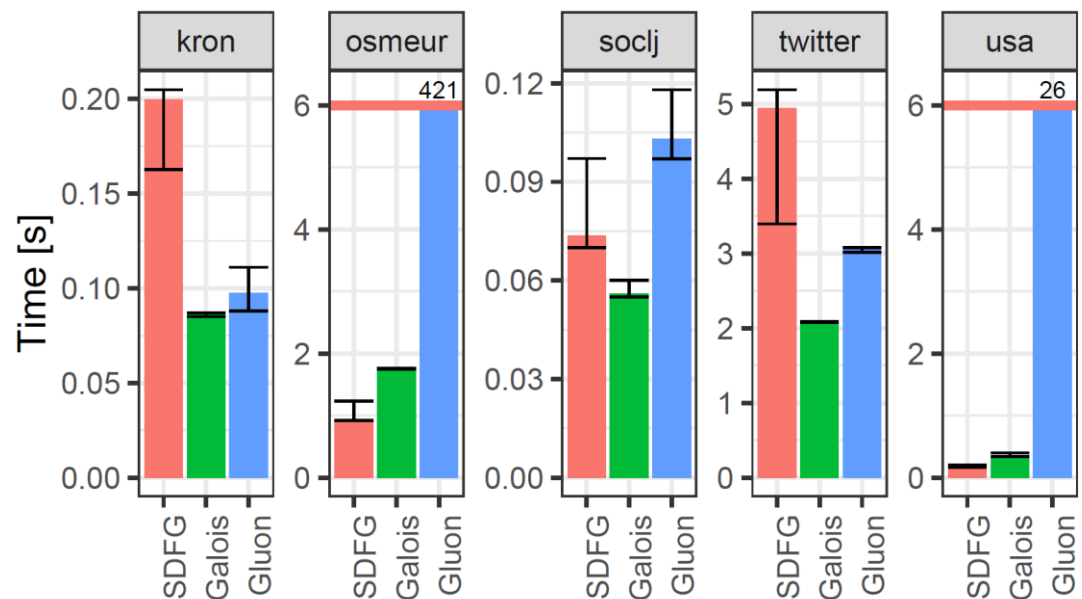 kron
osmeur
soclj
twitter
usa
Time [s]
0.20
0.15
0.10
0.05
0.00
421
6
4
2
0
0.12
0.09
0.06
0.03
0.00
5
4
3
2
1
0
26
6
4
2
0
SDFG
Galois
Gluon
SDFG
Galois
Gluon
SDFG
Galois
Gluon
SDFG
Galois
Gluon
SDFG
Galois
Gluon